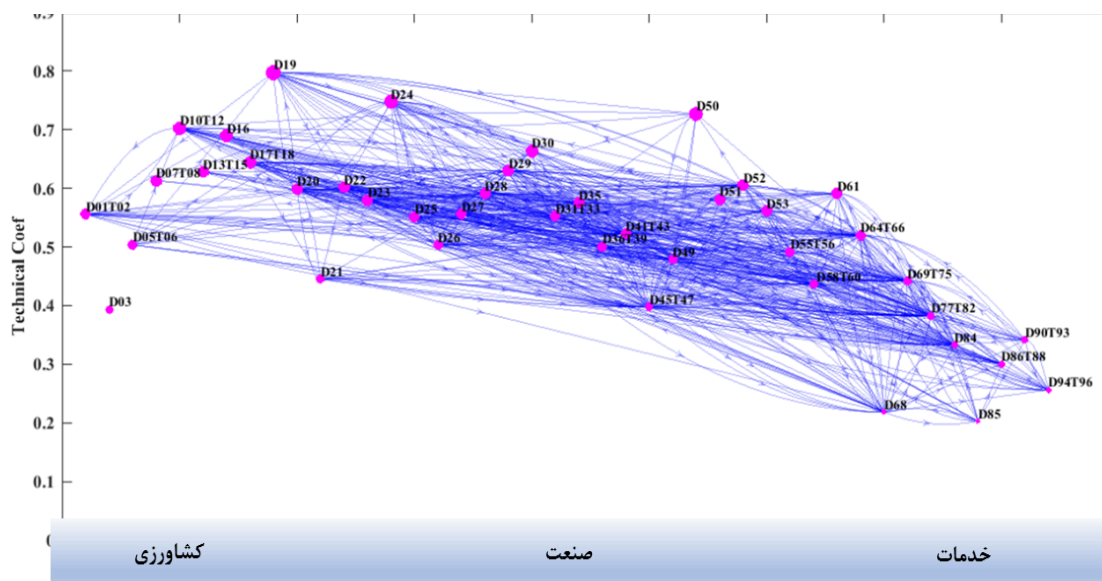 0.9
D19
0.8
D24
D50
D10T12
D16
0.7
D30
D17T18
D29
D13T15
D07T08
D52
D20
D22
D28
D51
D61
0.6
D23
D35
D01T02
D25
D27
D31T33
D53
D41T43
D64T66
D05T06
D26
D36T39
D55T56
0.5
D49
D21
D58T60
D69T75
D03
D45T47
D77T82
0.4
D84
D90T93
D86T88
0.3
D94T96
D68
D85
0.2
0.1
0
Technical Coef
کشاورزی صنعت خدمات